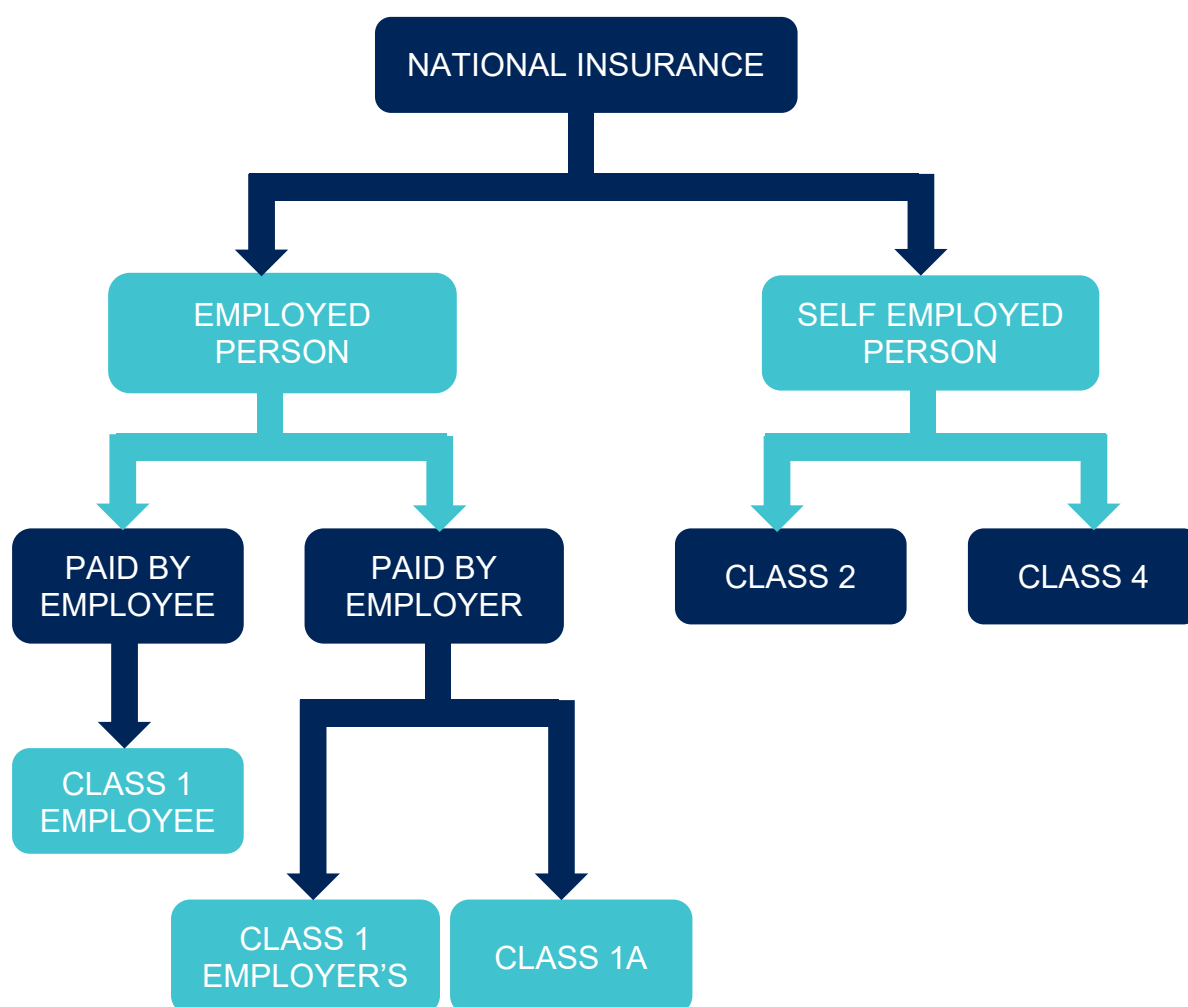 NATIONAL INSURANCE
EMPLOYED
PERSON
SELF EMPLOYED
PERSON
PAID BY
EMPLOYEE
PAID BY
EMPLOYER
CLASS 2
CLASS 4
CLASS 1
EMPLOYEE
CLASS 1
EMPLOYER’S
CLASS 1A